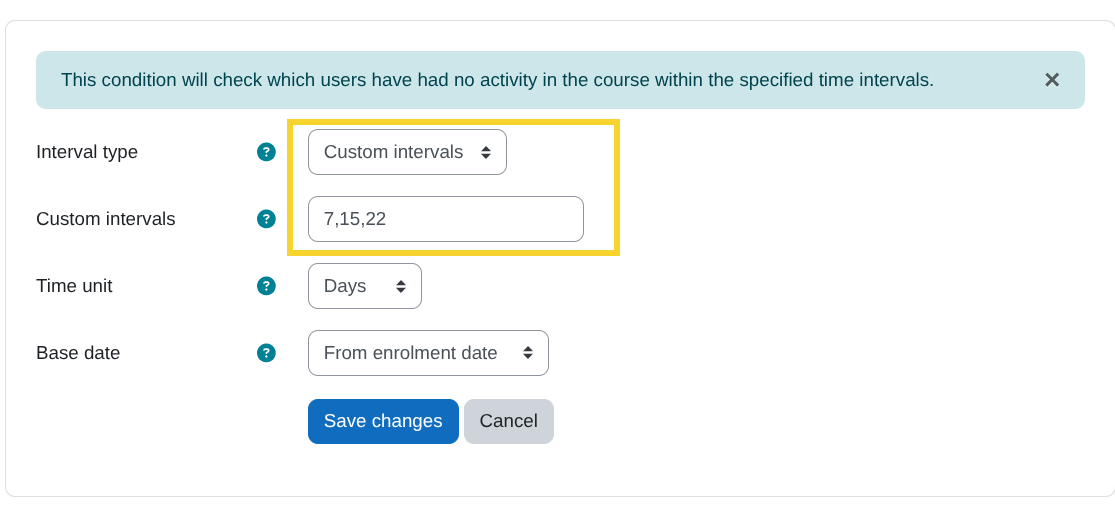 This condition will check which users have had no activity in the course within the specified time intervals. ×
Interval type ? Custom intervals
Custom intervals ? 7,15,22
Time unit ? Days
Base date ? From enrolment date
Save changes Cancel